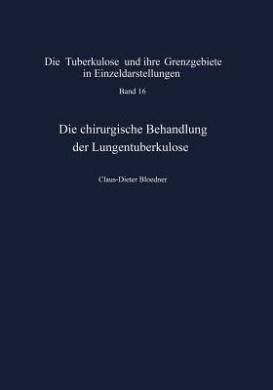 Die Tuberkulose und ihre Grenzgebiete
in Einzeldarstellungen
Band 16
Die chirurgische Behandlung
der Lungentuberkulose
Claus-Dieter Bloedner